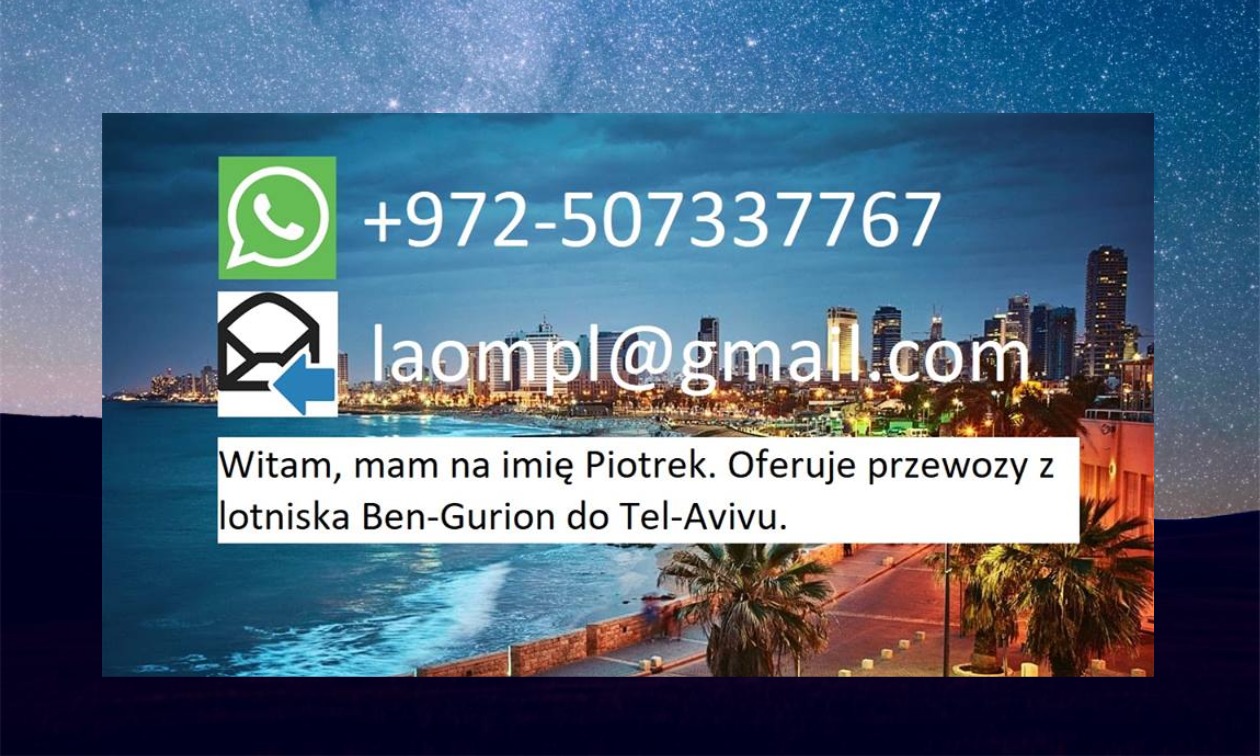 +972-507337767
laompl@gmail.com
Witam, mam na imię Piotrek. Oferuje przewozy z
lotniska Ben-Gurion do Tel-Avivu.